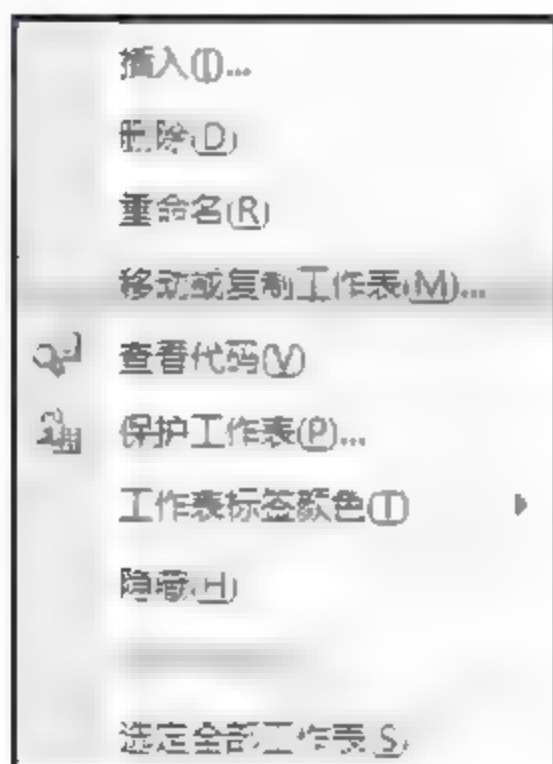 插入(I)...
删除(D)
重命名(R)
移动或复制工作表(M)...
查看代码(V)
保护工作表(P)...
工作表标签颜色(T)
隐藏(H)
选定全部工作表(S)